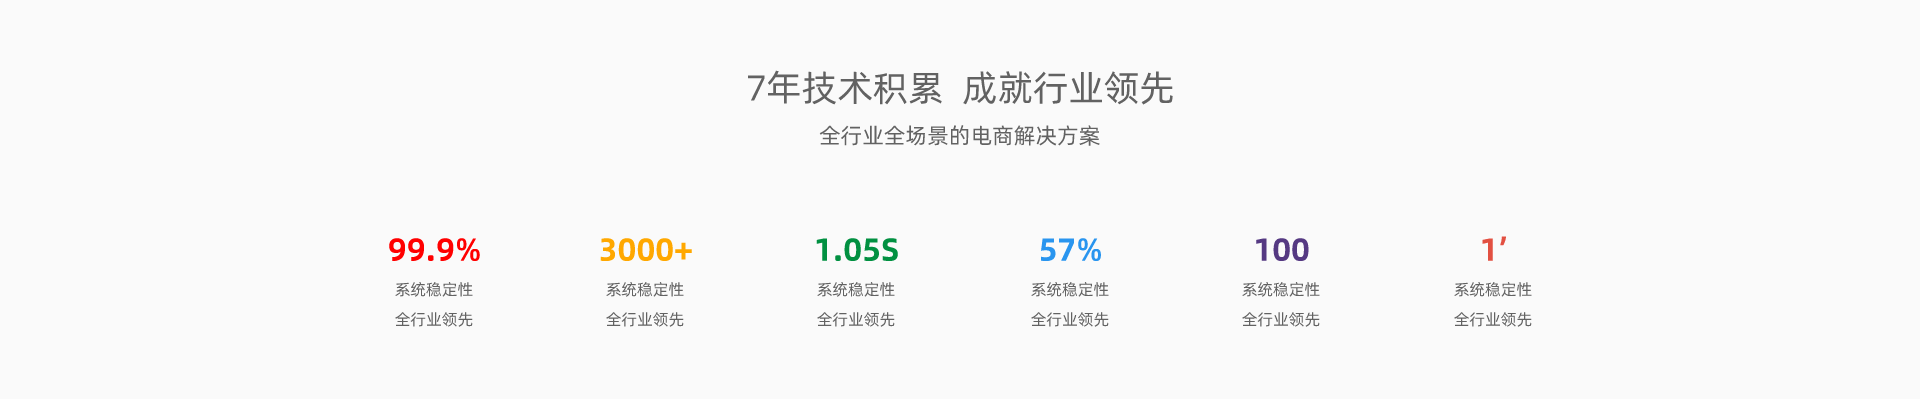 7年技术积累 成就行业领先
全行业全场景的电商解决方案
99.9% 3000+ 1.05S 57% 100 1′
系统稳定性 系统稳定性 系统稳定性 系统稳定性 系统稳定性 系统稳定性
全行业领先 全行业领先 全行业领先 全行业领先 全行业领先 全行业领先